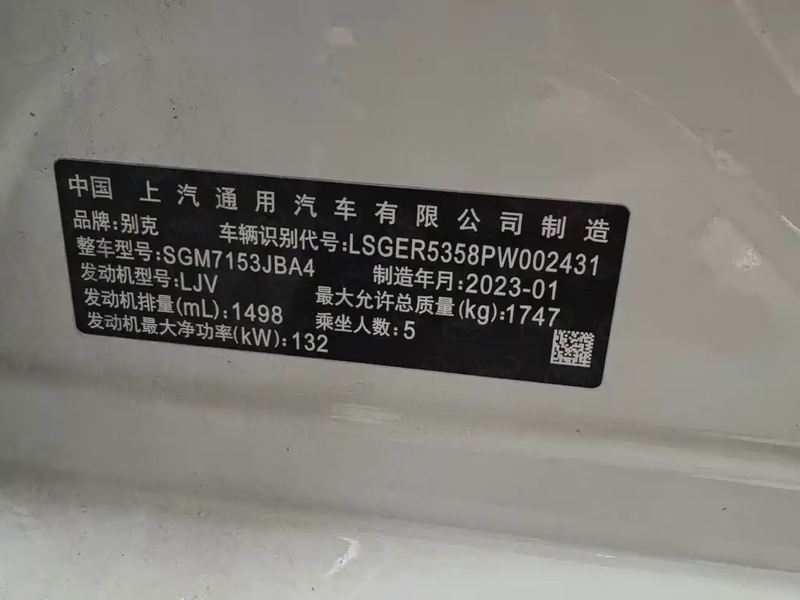 中国 上汽通用汽车有限公司制造
品牌:别克 车辆识别代号:LSGER5358PW002431
整车型号:SGM7153JBA4 制造年月:2023-01
发动机型号:LJV 最大允许总质量(kg):1747
发动机排量(mL):1498 乘坐人数:5
发动机最大净功率(kW):132